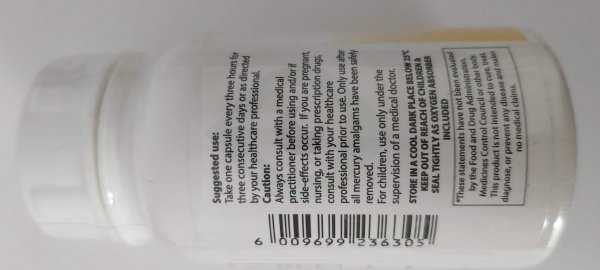 Suggested use:
Take one capsule every three hours for
three consecutive days or as directed
by your healthcare professional.
Caution:
Always consult with a medical
practitioner before using and/or if
side-effects occur. If you are pregnant,
nursing, or taking prescription drugs,
consult with your healthcare
professional prior to use. Only use after
all mercury amalgams have been safely
removed.
For children, use only under the
supervision of a medical doctor.
STORE IN A COOL DARK PLACE BELOW 25°C
KEEP OUT OF REACH OF CHILDREN &
SEAL TIGHTLY AS OXYGEN ABSORBER
INCLUDED
*These statements have not been evaluated
by the Food and Drug Administration,
Medicines Control Council or other body.
This product is not intended to cure, treat
diagnose, or prevent any disease and makes
no medical claims.
6 009699 236305